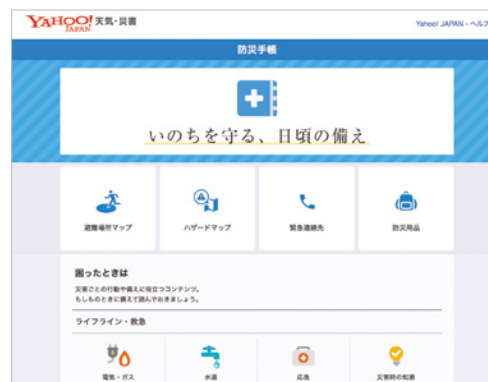 YAHOO! JAPAN 天気・災害
Yahoo! JAPAN - ヘルプ
防災手帳
いのちを守る、日頃の備え
避難場所マップ
ハザードマップ
緊急連絡先
防災用品
困ったときは
災害ごとの行動や備えに役立つコンテンツ。
もしものときに備えて読んでおきましょう。
ライフライン・救急
電気・ガス
水道
応急
災害時の知恵